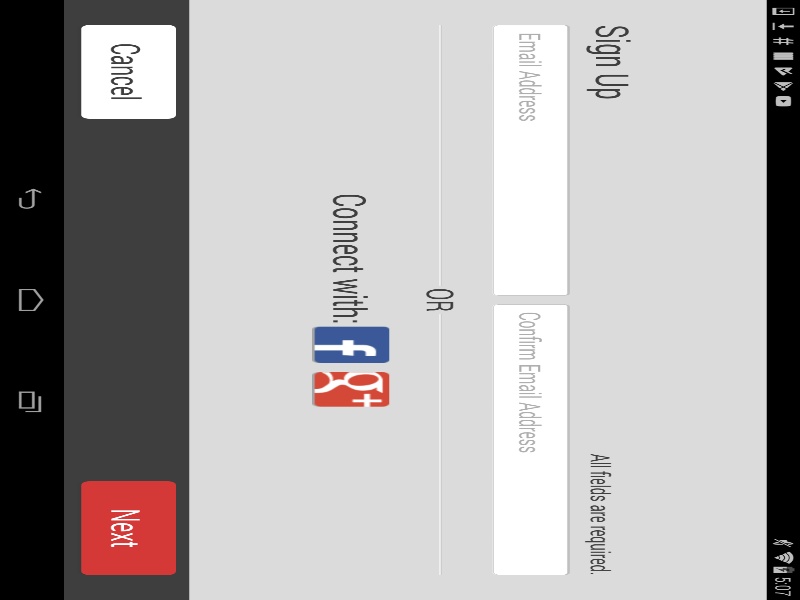 5:07
Sign Up
All fields are required.
Email Address
Confirm Email Address
OR
Connect with:
f
g+
Cancel
Next